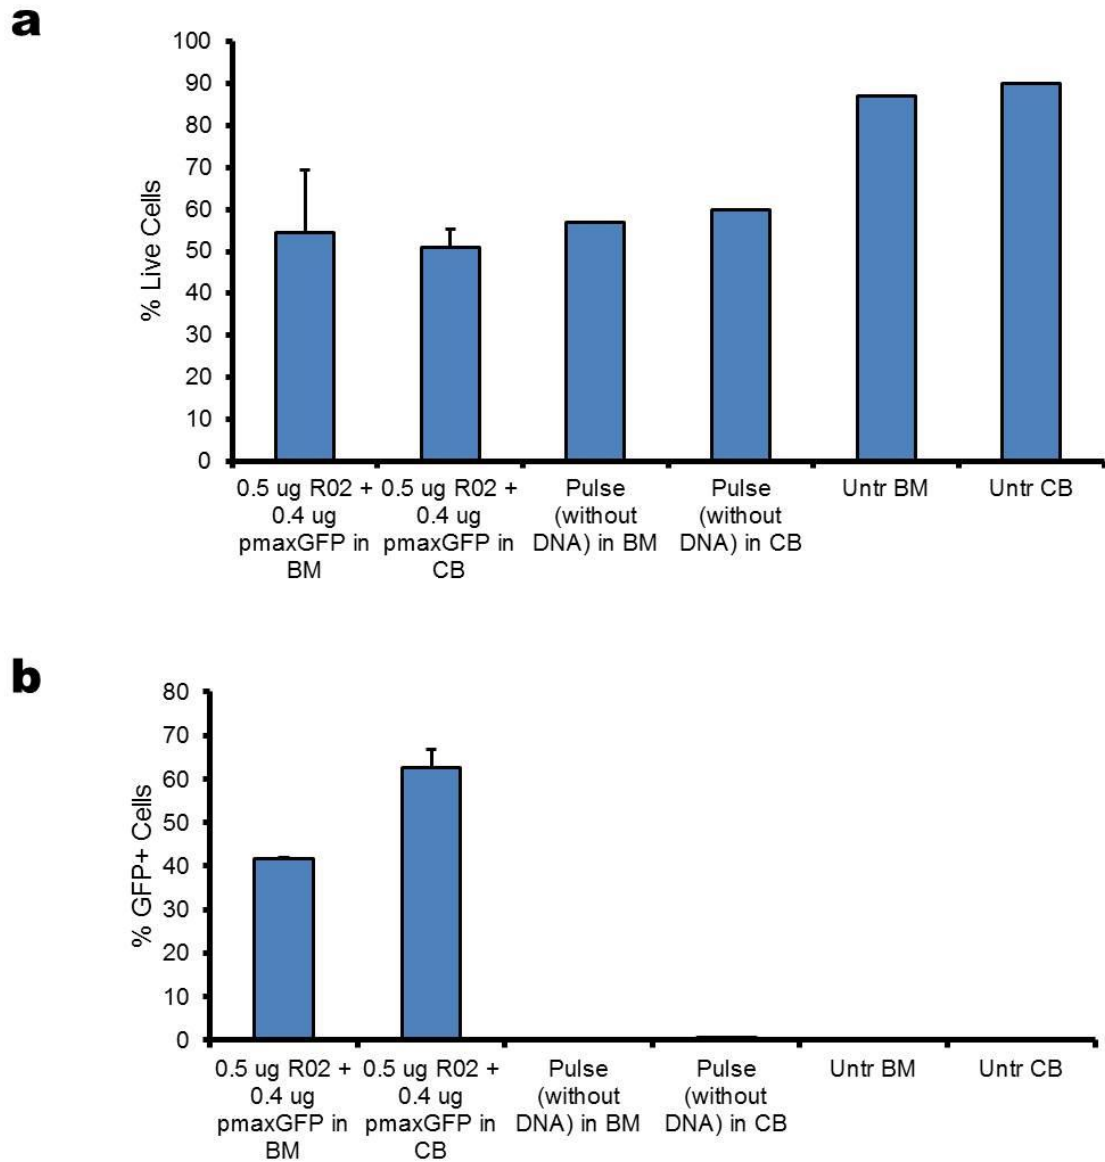 a
100
90
80
70
60
50
40
30
20
10
0
% Live Cells
0.5 ug R02 +
0.4 ug
pmaxGFP in
BM
0.5 ug R02 +
0.4 ug
pmaxGFP in
CB
Pulse
(without
DNA) in BM
Pulse
(without
DNA) in CB
Untr BM
Untr CB
b
80
70
60
50
40
30
20
10
0
% GFP+ Cells
0.5 ug R02 +
0.4 ug
pmaxGFP in
BM
0.5 ug R02 +
0.4 ug
pmaxGFP in
CB
Pulse
(without
DNA) in BM
Pulse
(without
DNA) in CB
Untr BM
Untr CB